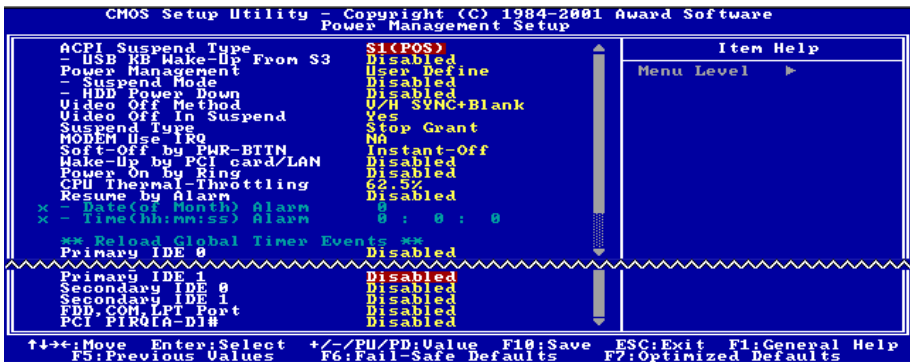 CMOS Setup Utility - Copyright (C) 1984-2001 Award Software
Power Management Setup
ACPI Suspend Type S1(POS)
- USB KB Wake-Up From S3 Disabled
Power Management User Define
- Suspend Mode Disabled
- HDD Power Down Disabled
Video Off Method V/H SYNC+Blank
Video Off In Suspend Yes
Suspend Type Stop Grant
MODEM Use IRQ NA
Soft-Off by PWR-BTTN Instant-Off
Wake-Up by PCI card/LAN Disabled
Power On by Ring Disabled
CPU Thermal-Throttling 62.5%
Resume by Alarm Disabled
x - Date(of Month) Alarm 0
x - Time(hh:mm:ss) Alarm 0 : 0 : 0
** Reload Global Timer Events **
Primary IDE 0 Disabled
Primary IDE 1 Disabled
Secondary IDE 0 Disabled
Secondary IDE 1 Disabled
FDD,COM,LPT Port Disabled
PCI PIRQ[A-D]# Disabled
Item Help
Menu Level ►
↑↓→←:Move Enter:Select +/-/PU/PD:Value F10:Save ESC:Exit F1:General Help
F5:Previous Values F6:Fail-Safe Defaults F7:Optimized Defaults